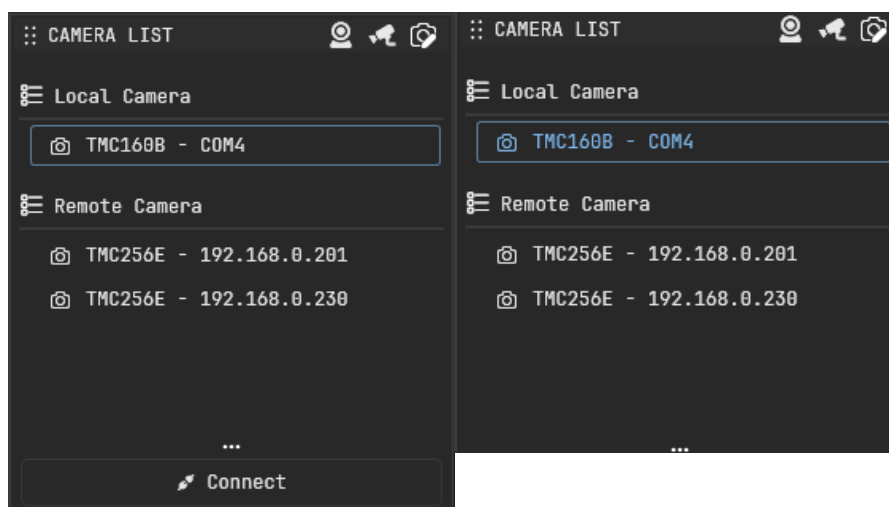 CAMERA LIST
Local Camera
TMC160B - COM4
Remote Camera
TMC256E - 192.168.0.201
TMC256E - 192.168.0.230
...
Connect
CAMERA LIST
Local Camera
TMC160B - COM4
Remote Camera
TMC256E - 192.168.0.201
TMC256E - 192.168.0.230
...